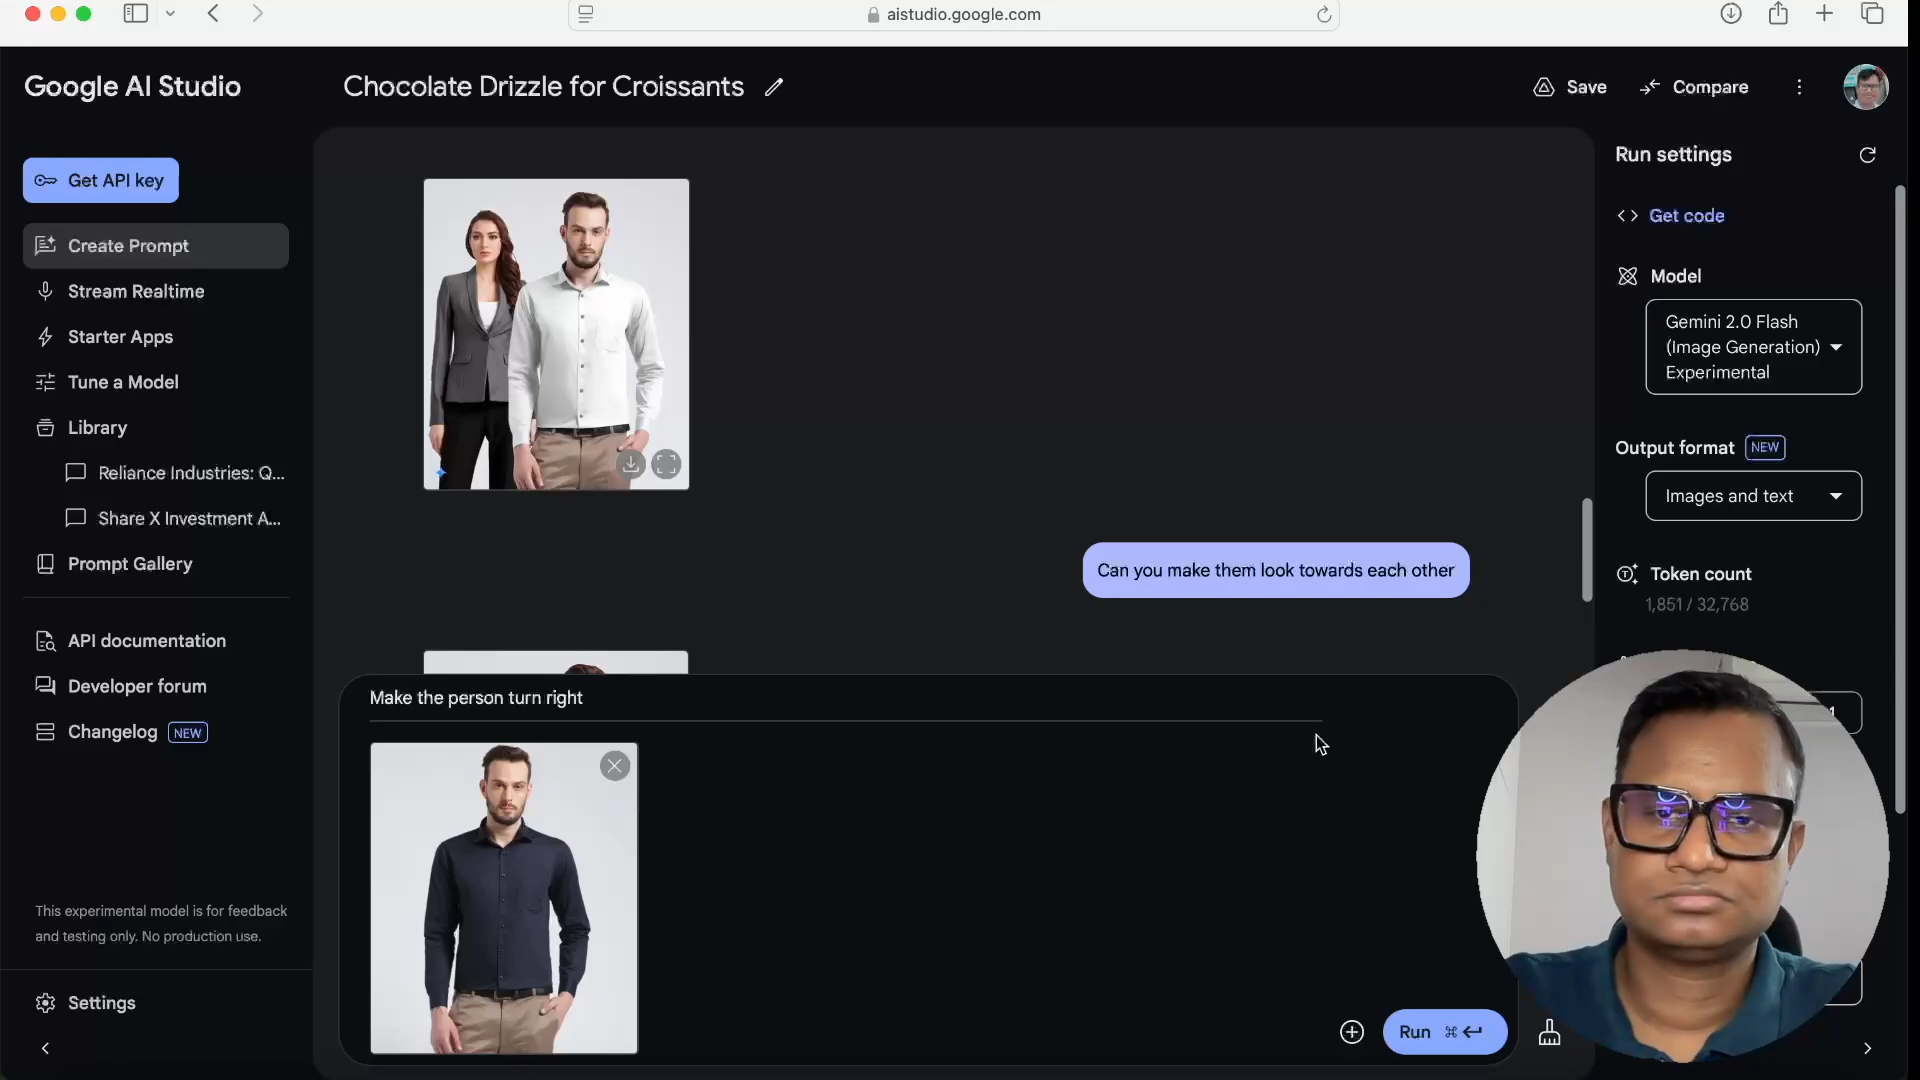 aistudio.google.com
Google AI Studio
Chocolate Drizzle for Croissants
Save
Compare
Get API key
Create Prompt
Stream Realtime
Starter Apps
Tune a Model
Library
Reliance Industries: Q...
Share X Investment A...
Prompt Gallery
API documentation
Developer forum
Changelog NEW
This experimental model is for feedback
and testing only. No production use.
Settings
Can you make them look towards each other
Make the person turn right
Run ⌘
Run settings
Get code
Model
Gemini 2.0 Flash
(Image Generation)
Experimental
Output format NEW
Images and text
Token count
1,851 / 32,768